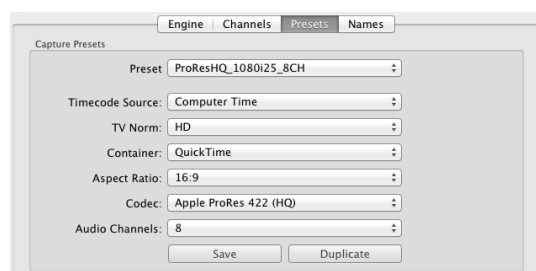 Engine Channels Presets Names
Capture Presets
Preset ProResHQ_1080i25_8CH
Timecode Source: Computer Time
TV Norm: HD
Container: QuickTime
Aspect Ratio: 16:9
Codec: Apple ProRes 422 (HQ)
Audio Channels: 8
Save Duplicate